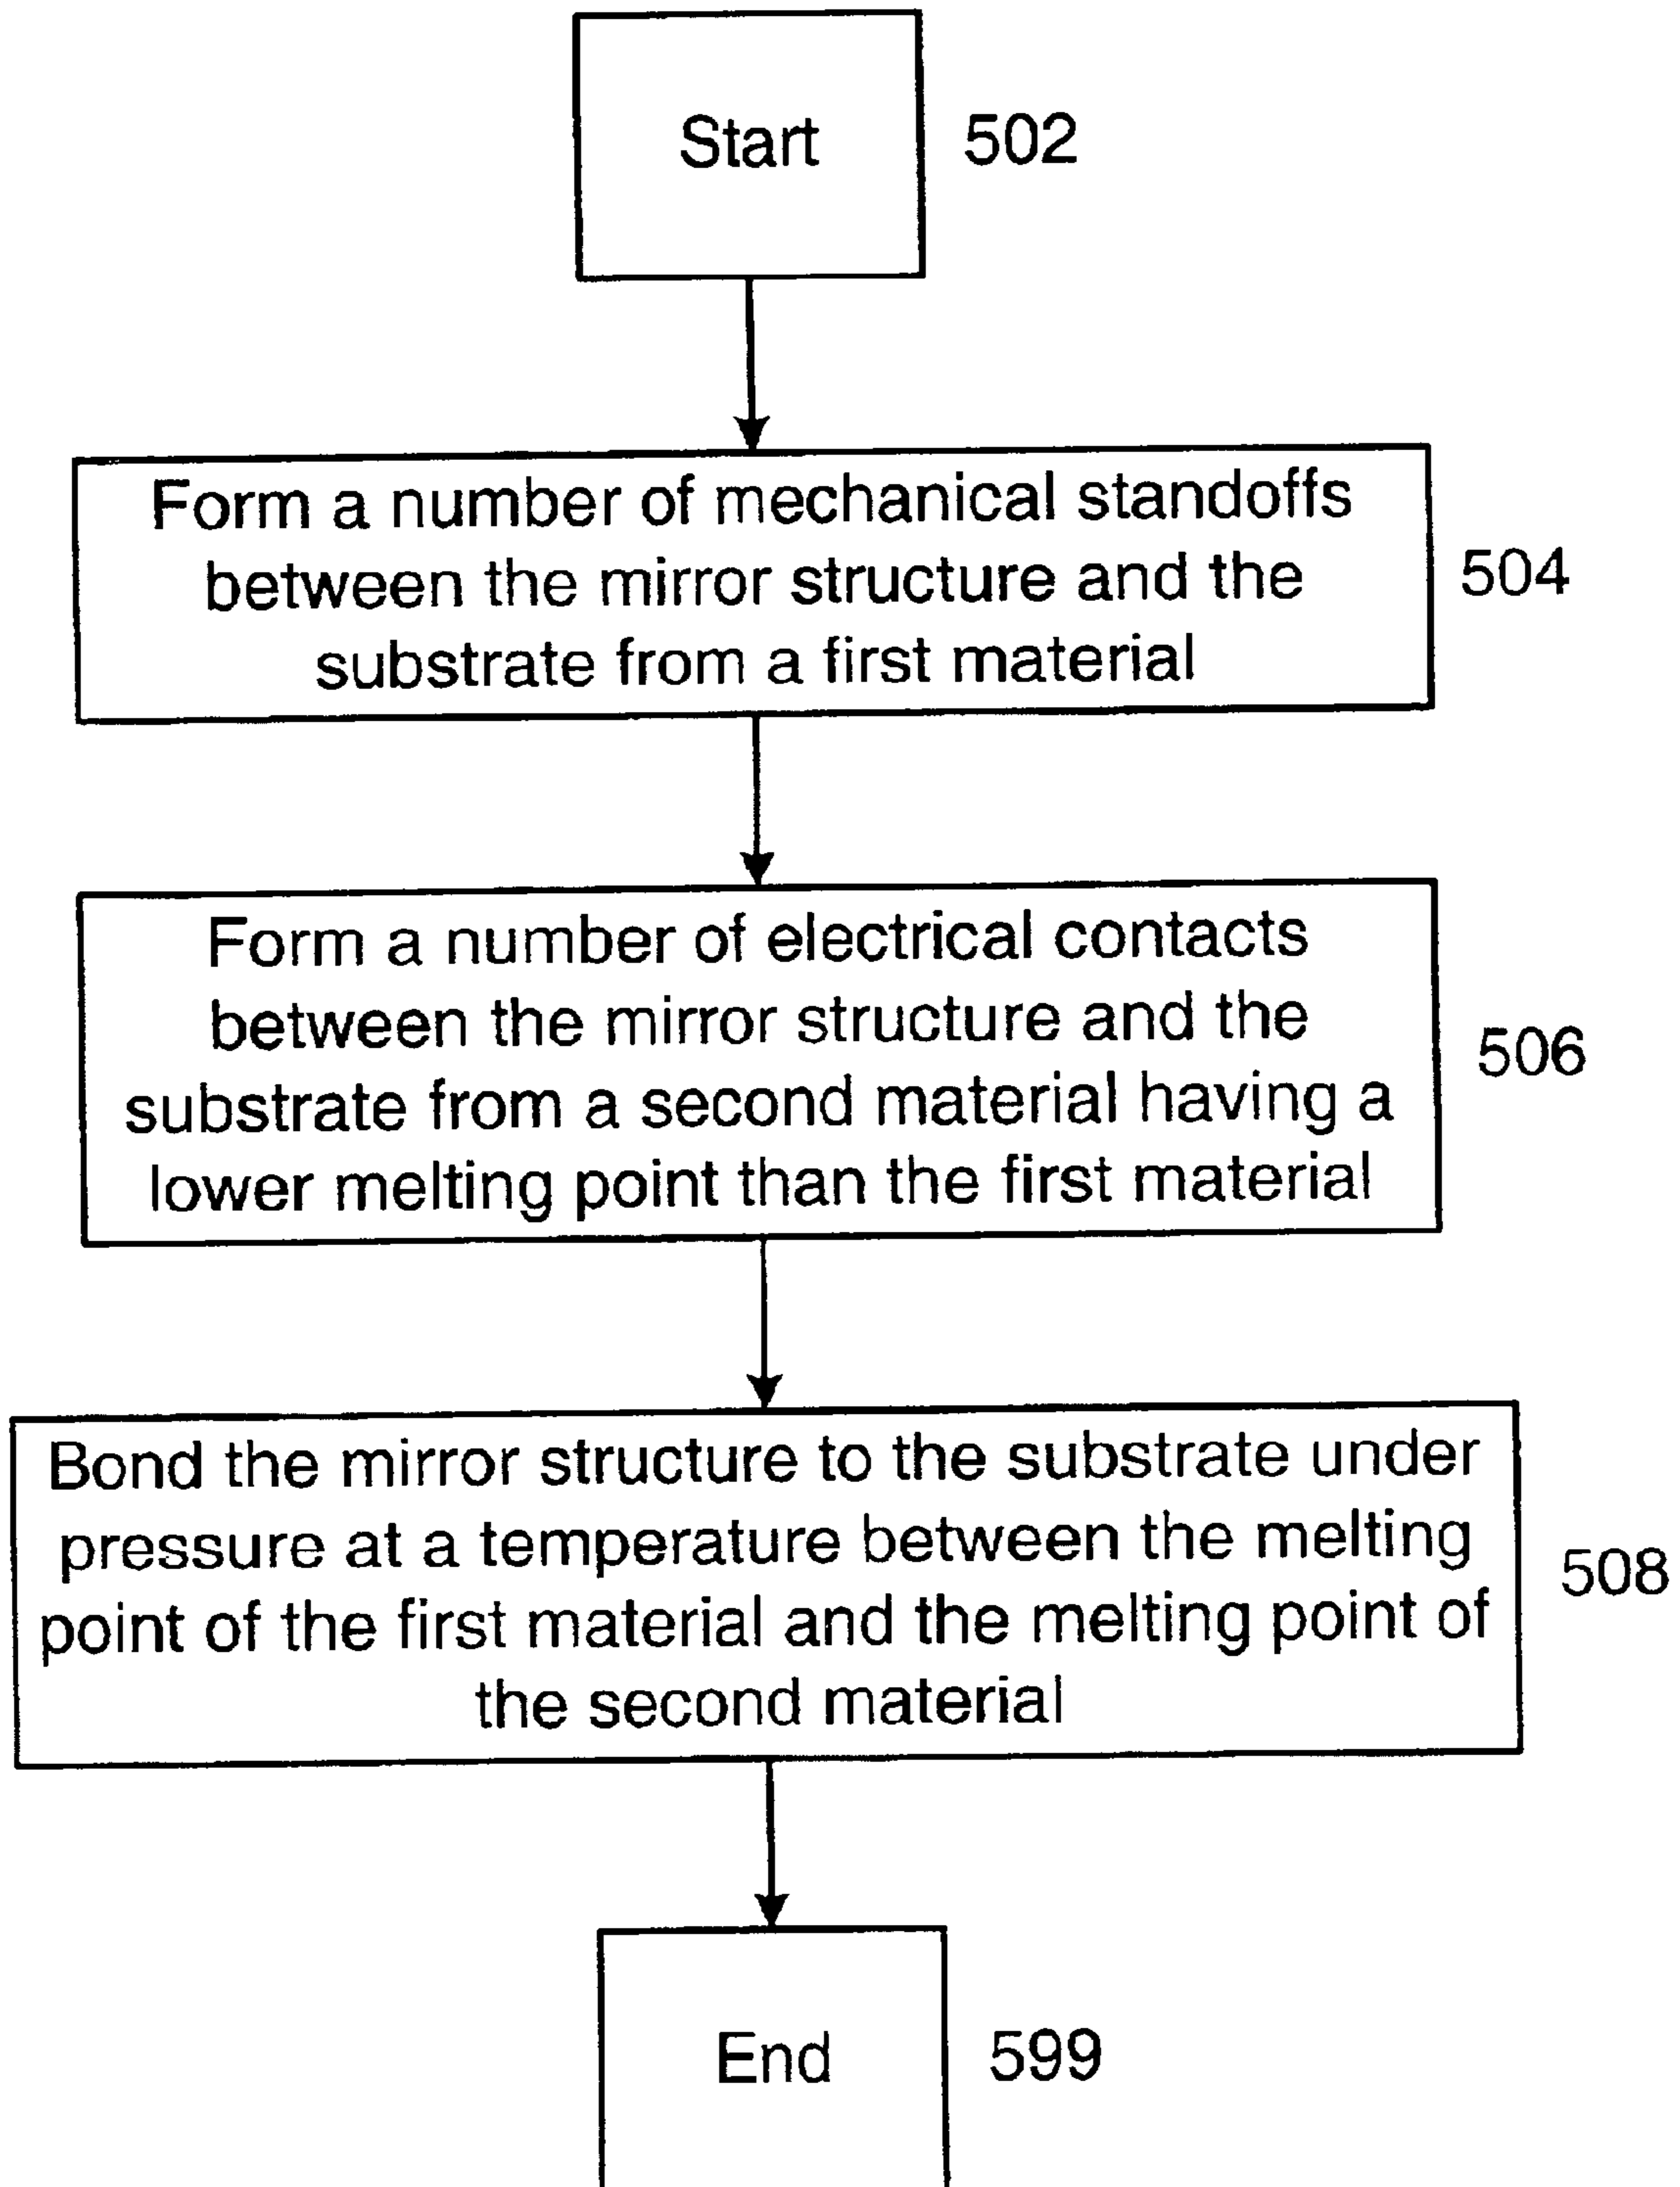 Start
502
Form a number of mechanical standoffs
between the mirror structure and the
substrate from a first material
504
Form a number of electrical contacts
between the mirror structure and the
substrate from a second material having a
lower melting point than the first material
506
Bond the mirror structure to the substrate under
pressure at a temperature between the melting
point of the first material and the melting point of
the second material
508
End
599